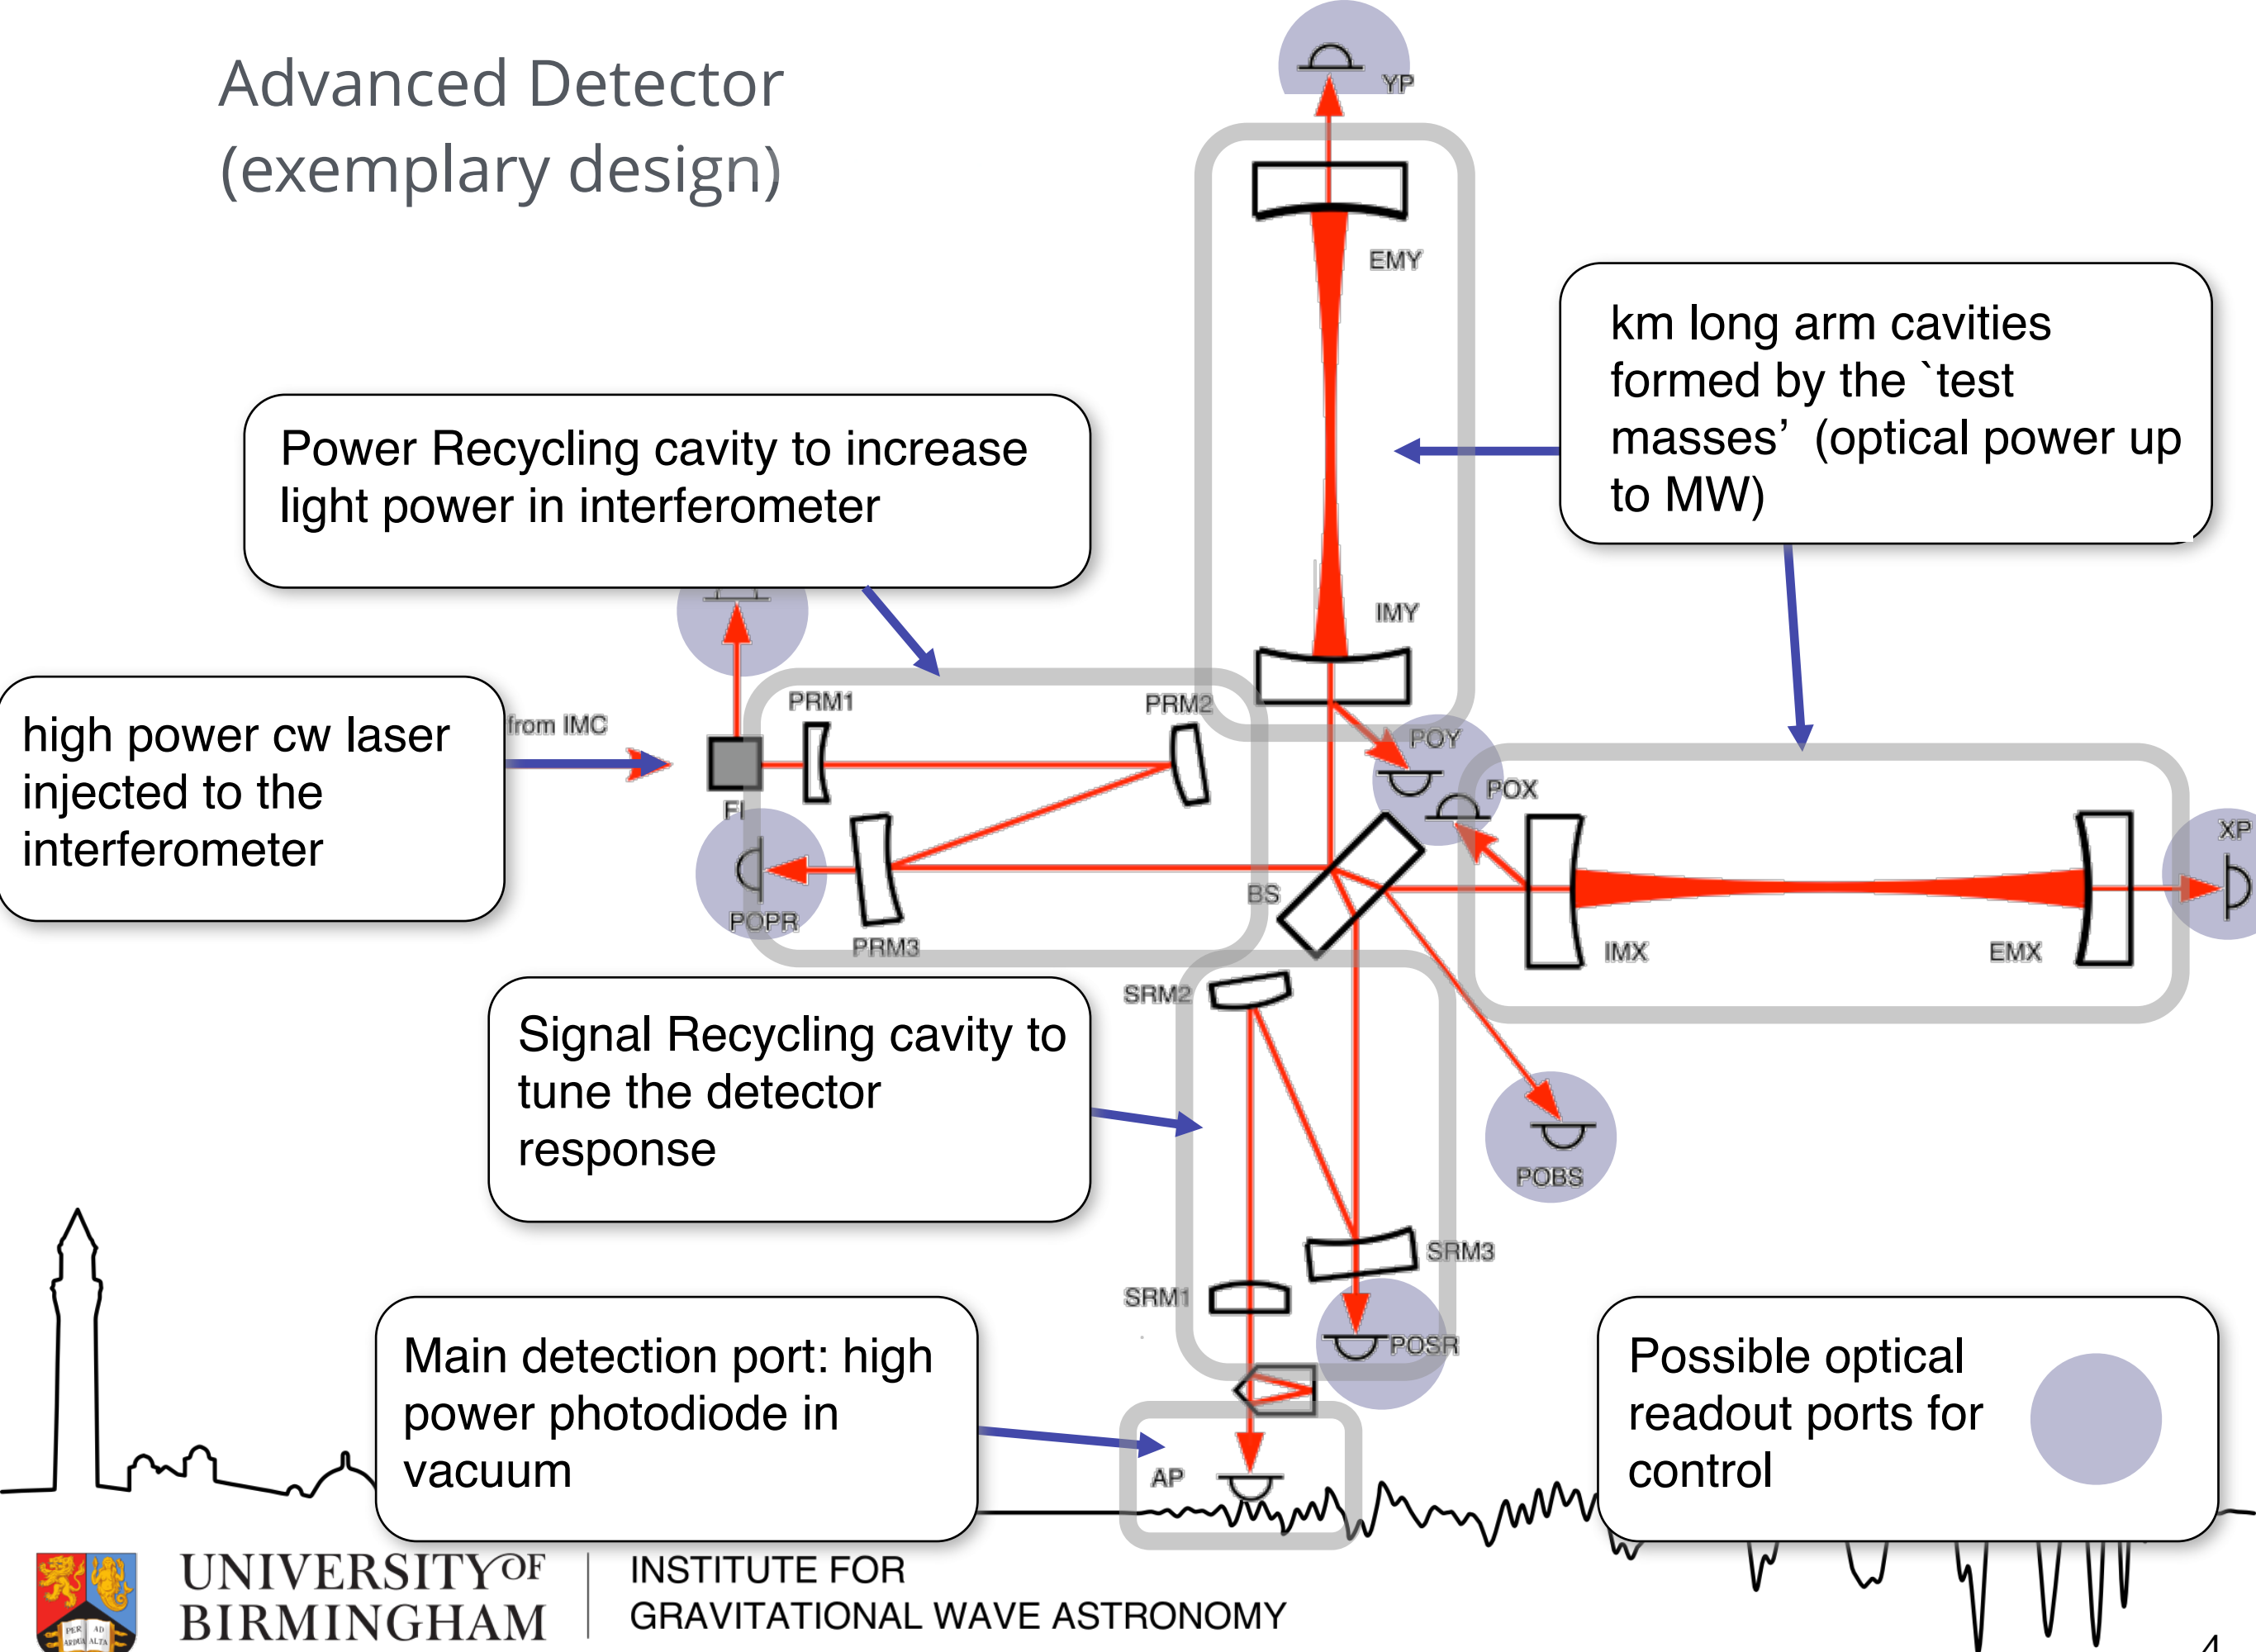 Advanced Detector
(exemplary design)
YP
EMY
km long arm cavities
formed by the `test
masses’ (optical power up
to MW)
Power Recycling cavity to increase
light power in interferometer
IMY
high power cw laser
injected to the
interferometer
from IMC
PRM1
PRM2
FI
POY
POX
XP
BS
POPR
PRM3
IMX
EMX
SRM2
Signal Recycling cavity to
tune the detector
response
POBS
SRM3
SRM1
POSR
Main detection port: high
power photodiode in
vacuum
AP
Possible optical
readout ports for
control
UNIVERSITY OF
BIRMINGHAM
INSTITUTE FOR
GRAVITATIONAL WAVE ASTRONOMY
PER AD
ARDUA ALTA